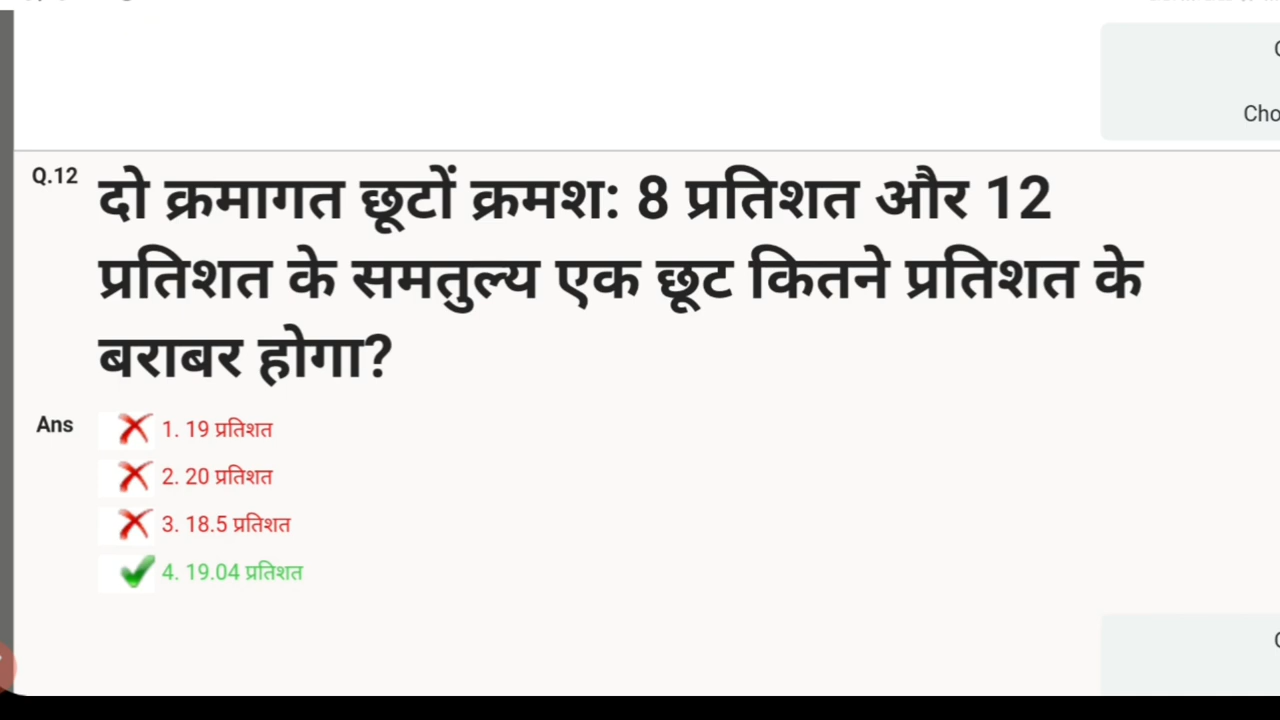 Cho
Q.12 दो क्रमागत छूटों क्रमश: 8 प्रतिशत और 12
प्रतिशत के समतुल्य एक छूट कितने प्रतिशत के
बराबर होगा?
Ans 1. 19 प्रतिशत
2. 20 प्रतिशत
3. 18.5 प्रतिशत
4. 19.04 प्रतिशत